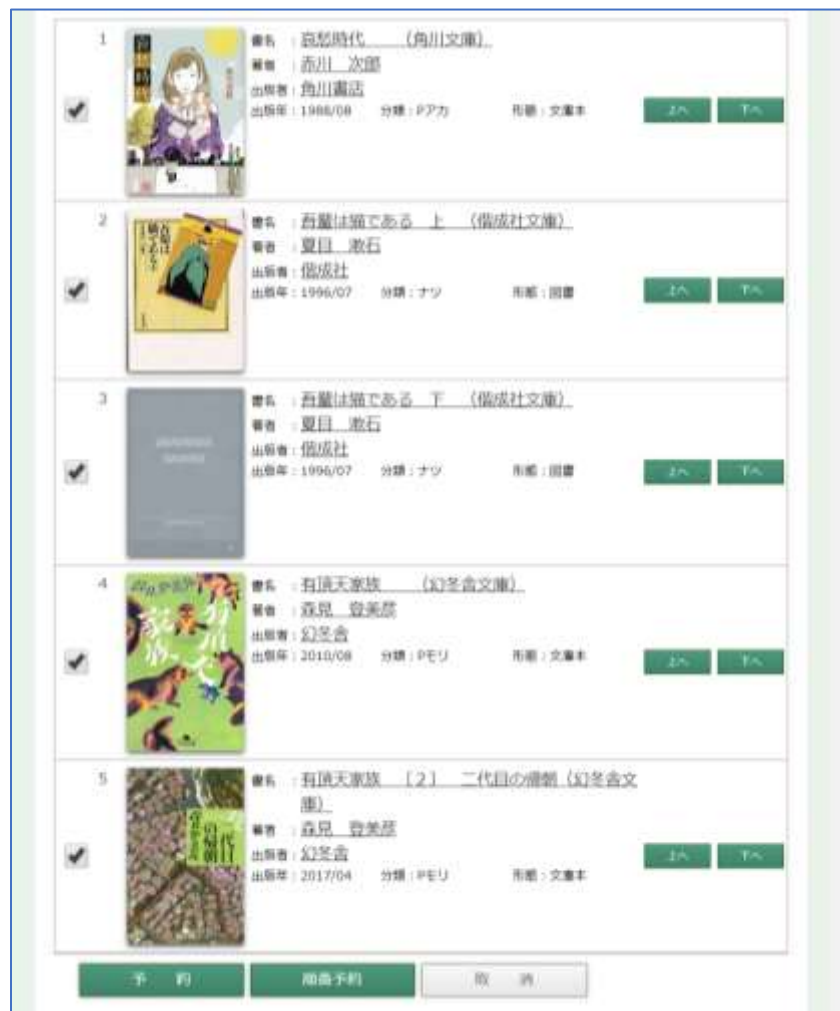 1
書名 : 哀愁時代 （角川文庫）
著者 : 赤川 次郎
出版者 : 角川書店
出版年 : 1988/08 分類 : Pアカ 形態 : 文庫本
上へ 下へ
2
書名 : 吾輩は猫である 上 （偕成社文庫）
著者 : 夏目 漱石
出版者 : 偕成社
出版年 : 1996/07 分類 : ナツ 形態 : 図書
上へ 下へ
3
書名 : 吾輩は猫である 下 （偕成社文庫）
著者 : 夏目 漱石
出版者 : 偕成社
出版年 : 1996/07 分類 : ナツ 形態 : 図書
上へ 下へ
4
書名 : 有頂天家族 （幻冬舎文庫）
著者 : 森見 登美彦
出版者 : 幻冬舎
出版年 : 2010/08 分類 : Pモリ 形態 : 文庫本
上へ 下へ
5
二代目
の帰朝
書名 : 有頂天家族 ［2］ 二代目の帰朝（幻冬舎文
庫）
著者 : 森見 登美彦
出版者 : 幻冬舎
出版年 : 2017/04 分類 : Pモリ 形態 : 文庫本
上へ 下へ
予 約 順番予約 取 消